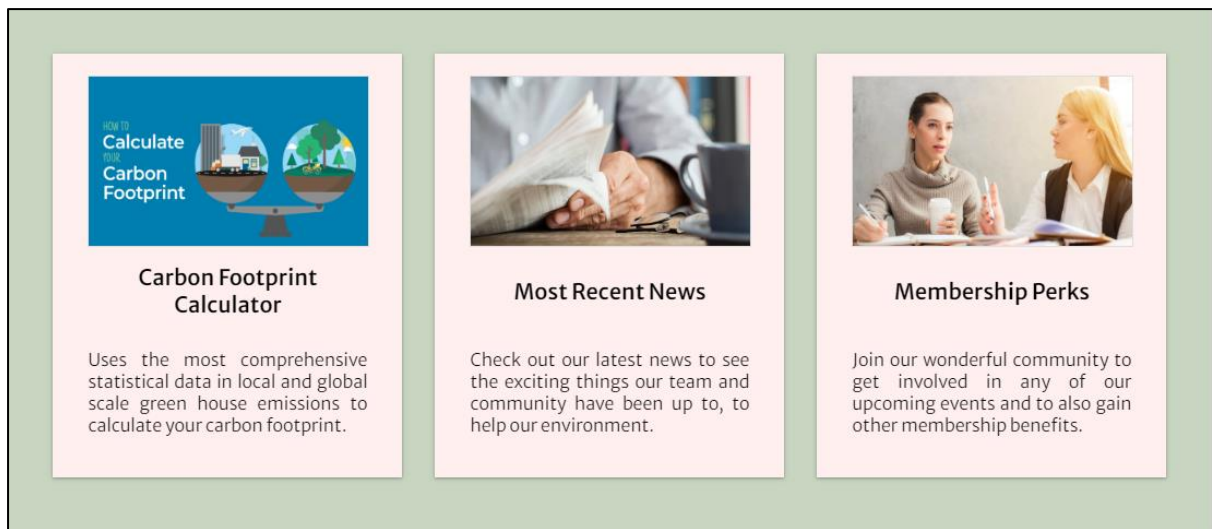 HOW TO
Calculate
YOUR
Carbon
Footprint
Carbon Footprint
Calculator
Uses the most comprehensive
statistical data in local and global
scale green house emissions to
calculate your carbon footprint.
Most Recent News
Check out our latest news to see
the exciting things our team and
community have been up to, to
help our environment.
Membership Perks
Join our wonderful community to
get involved in any of our
upcoming events and to also gain
other membership benefits.